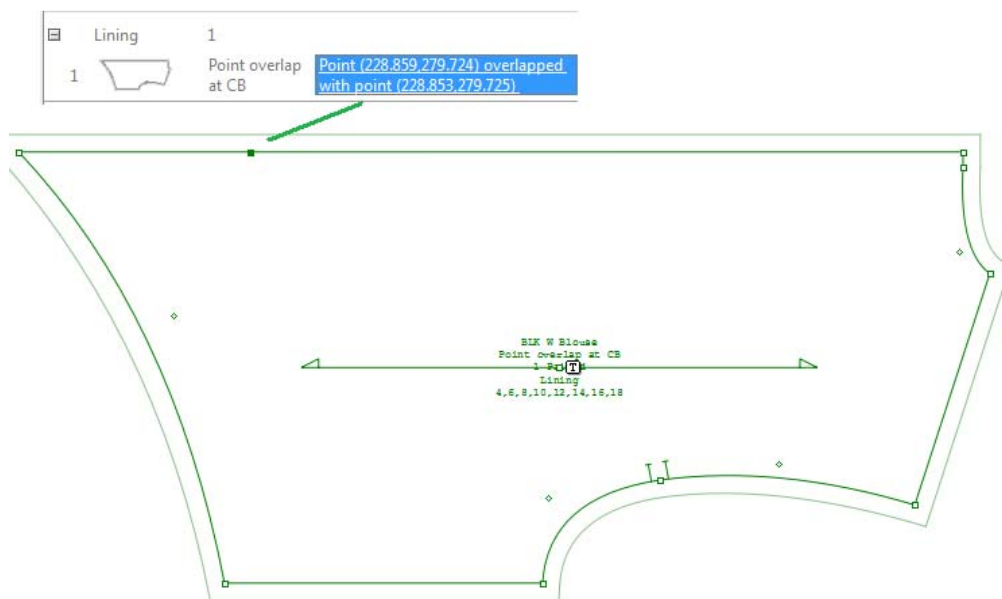 Lining 1
1 Point overlap at CB Point (228.859,279.724) overlapped with point (228.853,279.725)
BLK W Blouse
Point overlap at CB
1
T
Lining
4,6,8,10,12,14,16,18